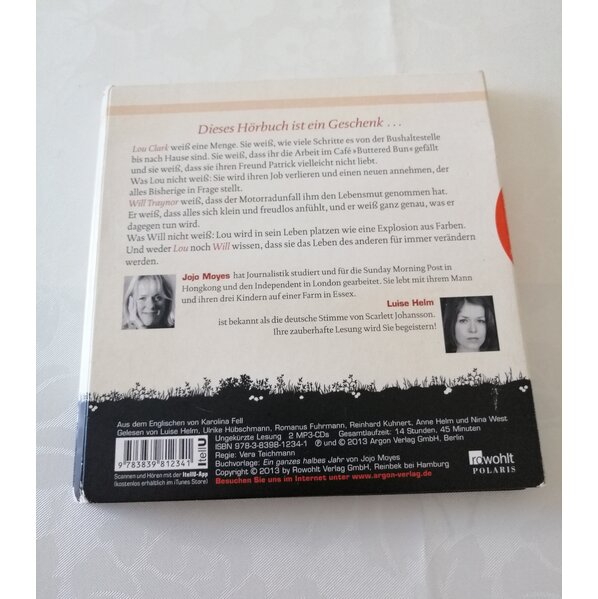 Dieses Hörbuch ist ein Geschenk ...
Lou Clark weiß eine Menge. Sie weiß, wie viele Schritte es von der Bushaltestelle
bis nach Hause sind. Sie weiß, dass ihr die Arbeit im Café »Buttered Bun« gefällt
und sie weiß, dass sie ihren Freund Patrick vielleicht nicht liebt.
Was Lou nicht weiß: Sie wird ihren Job verlieren und einen neuen annehmen, der
alles Bisherige in Frage stellt.
Will Traynor weiß, dass der Motorradunfall ihm den Lebensmut genommen hat.
Er weiß, dass alles sich klein und freudlos anfühlt, und er weiß ganz genau, was er
dagegen tun wird.
Was Will nicht weiß: Lou wird in sein Leben platzen wie eine Explosion aus Farben.
Und weder Lou noch Will wissen, dass sie das Leben des anderen für immer verändern
werden.
Jojo Moyes hat Journalistik studiert und für die Sunday Morning Post in
Hongkong und den Independent in London gearbeitet. Sie lebt mit ihrem Mann
und ihren drei Kindern auf einer Farm in Essex.
Luise Helm
ist bekannt als die deutsche Stimme von Scarlett Johansson.
Ihre zauberhafte Lesung wird Sie begeistern!
Aus dem Englischen von Karolina Fell
Gelesen von Luise Helm, Ulrike Hübschmann, Romanus Fuhrmann, Reinhard Kuhnert, Anne Helm und Nina West
Ungekürzte Lesung 2 MP3-CDs Gesamtlaufzeit: 14 Stunden, 45 Minuten
ISBN 978-3-8398-1234-1 ℗ und © 2013 Argon Verlag GmbH, Berlin
Regie: Vera Teichmann
Buchvorlage: Ein ganzes halbes Jahr von Jojo Moyes
Copyright © 2013 by Rowohlt Verlag GmbH, Reinbek bei Hamburg
Besuchen Sie uns im Internet unter www.argon-verlag.de
9 783839 812341
ItellU
Scannen und Hören mit der ItellU-App
(kostenlos erhältlich im iTunes Store)
rowohlt
POLARIS